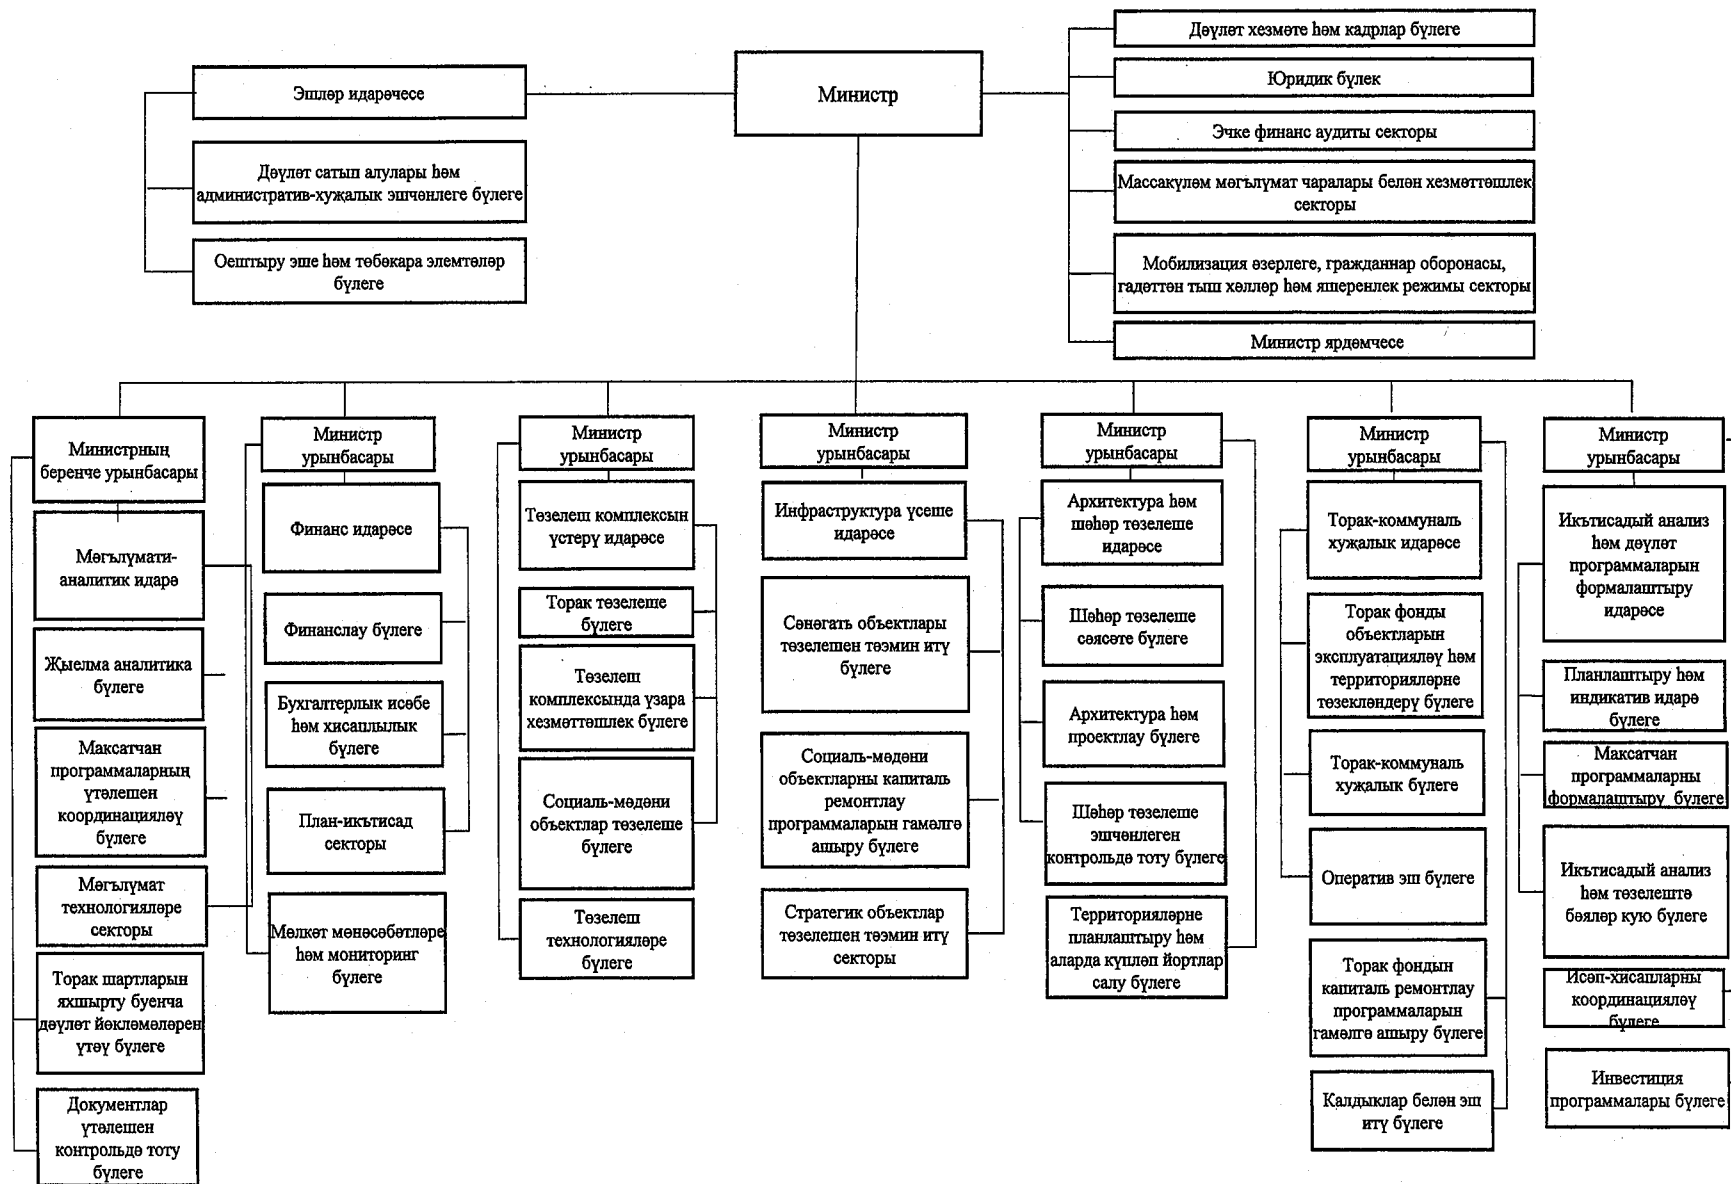 Министр
Эшләр идарәчесе
Дәүләт сатып алулары һәм
административ-хуҗалык эшчәнлеге бүлеге
Оештыру эше һәм төбәкара элемтәләр
бүлеге
Дәүләт хезмәте һәм кадрлар бүлеге
Юридик бүлек
Эчке финанс аудиты секторы
Массакүләм мәгълүмат чаралары белән хезмәттәшлек
секторы
Мобилизация әзерлеге, гражданнар оборонасы,
гадәттән тыш хәлләр һәм яшеренлек режимы секторы
Министр ярдәмчесе
Министрның
беренче урынбасары
Мәгълүмати-
аналитик идарә
Җыелма аналитика
бүлеге
Максатчан
программаларның
үтәлешен
координацияләү
бүлеге
Мәгълүмат
технологияләре
секторы
Торак шартларын
яхшырту буенча
дәүләт йөкләмәләрен
үтәү бүлеге
Документлар
үтәлешен
контрольдә тоту
бүлеге
Министр
урынбасары
Финанс идарәсе
Финанслау бүлеге
Бухгалтерлык исәбе
һәм хисаплылык
бүлеге
План-икътисад
секторы
Мөлкәт мөнәсәбәтләре
һәм мониторинг
бүлеге
Министр
урынбасары
Төзелеш комплексын
үстерү идарәсе
Торак төзелеше
бүлеге
Төзелеш
комплексында үзара
хезмәттәшлек бүлеге
Социаль-мәдәни
объектлар төзелеше
бүлеге
Төзелеш
технологияләре
бүлеге
Министр
урынбасары
Инфраструктура үсеше
идарәсе
Сәнәгать объектлары
төзелешен тәэмин итү
бүлеге
Социаль-мәдәни
объектларны капиталь
ремонтлау
программаларын гамәлгә
ашыру бүлеге
Стратегик объектлар
төзелешен тәэмин итү
секторы
Министр
урынбасары
Архитектура һәм
шәһәр төзелеше
идарәсе
Шәһәр төзелеше
сәясәте бүлеге
Архитектура һәм
проектлау бүлеге
Шәһәр төзелеше
эшчәнлеген
контрольдә тоту бүлеге
Территорияләрне
планлаштыру һәм
аларда күпләп йортлар
салу бүлеге
Министр
урынбасары
Торак-коммуналь
хуҗалык идарәсе
Торак фонды
объектларын
эксплуатацияләү һәм
территорияләрне
төзекләндерү бүлеге
Торак-коммуналь
хуҗалык бүлеге
Оператив эш бүлеге
Торак фондын
капиталь ремонтлау
программаларын
гамәлгә ашыру бүлеге
Калдыклар белән эш
итү бүлеге
Министр
урынбасары
Икътисадый анализ
һәм дәүләт
программаларын
формалаштыру
идарәсе
Планлаштыру һәм
индикатив идарә
бүлеге
Максатчан
программаларны
формалаштыру бүлеге
Икътисадый анализ
һәм төзелештә
бәяләр кую бүлеге
Исәп-хисапларны
координацияләү
бүлеге
Инвестиция
программалары бүлеге